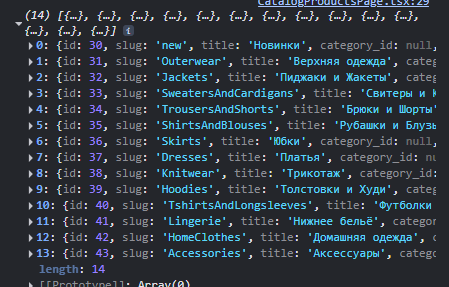 CatalogProductsPage.tsx:29
(14) [{…}, {…}, {…}, {…}, {…}, {…}, {…}, {…}, {…}, {…},
{…}, {…}, {…}, {…}] i
0: {id: 30, slug: 'new', title: 'Новинки', category_id: null,
1: {id: 31, slug: 'Outerwear', title: 'Верхняя одежда', categ
2: {id: 32, slug: 'Jackets', title: 'Пиджаки и Жакеты', categ
3: {id: 33, slug: 'SweatersAndCardigans', title: 'Свитеры и К
4: {id: 34, slug: 'TrousersAndShorts', title: 'Брюки и Шорты'
5: {id: 35, slug: 'ShirtsAndBlouses', title: 'Рубашки и Блузы
6: {id: 36, slug: 'Skirts', title: 'Юбки', category_id: null,
7: {id: 37, slug: 'Dresses', title: 'Платья', category_id: nu
8: {id: 38, slug: 'Knitwear', title: 'Трикотаж', category_id:
9: {id: 39, slug: 'Hoodies', title: 'Толстовки и Худи', categ
10: {id: 40, slug: 'TshirtsAndLongsleeves', title: 'Футболки
11: {id: 41, slug: 'Lingerie', title: 'Нижнее бельё', categor
12: {id: 42, slug: 'HomeClothes', title: 'Домашняя одежда', c
13: {id: 43, slug: 'Accessories', title: 'Аксессуары', catego
length: 14
[[Prototype]]: Array(0)